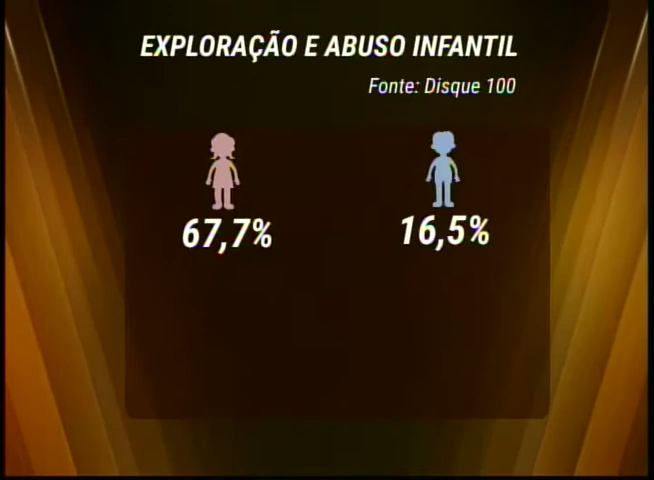 EXPLORAÇÃO E ABUSO INFANTIL
Fonte: Disque 100
67,7% 16,5%